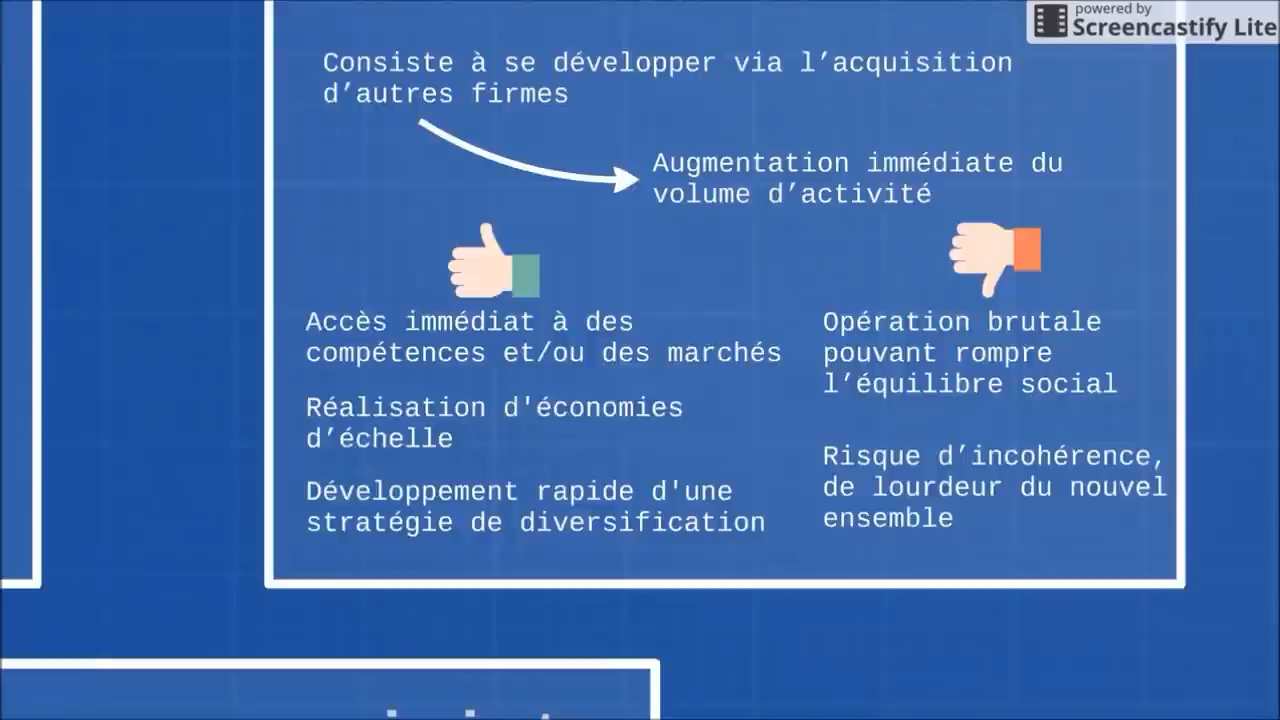 powered by
Screencastify Lite
Consiste à se développer via l’acquisition
d’autres firmes
Augmentation immédiate du
volume d’activité
Accès immédiat à des
compétences et/ou des marchés
Réalisation d'économies
d’échelle
Développement rapide d'une
stratégie de diversification
Opération brutale
pouvant rompre
l’équilibre social
Risque d’incohérence,
de lourdeur du nouvel
ensemble